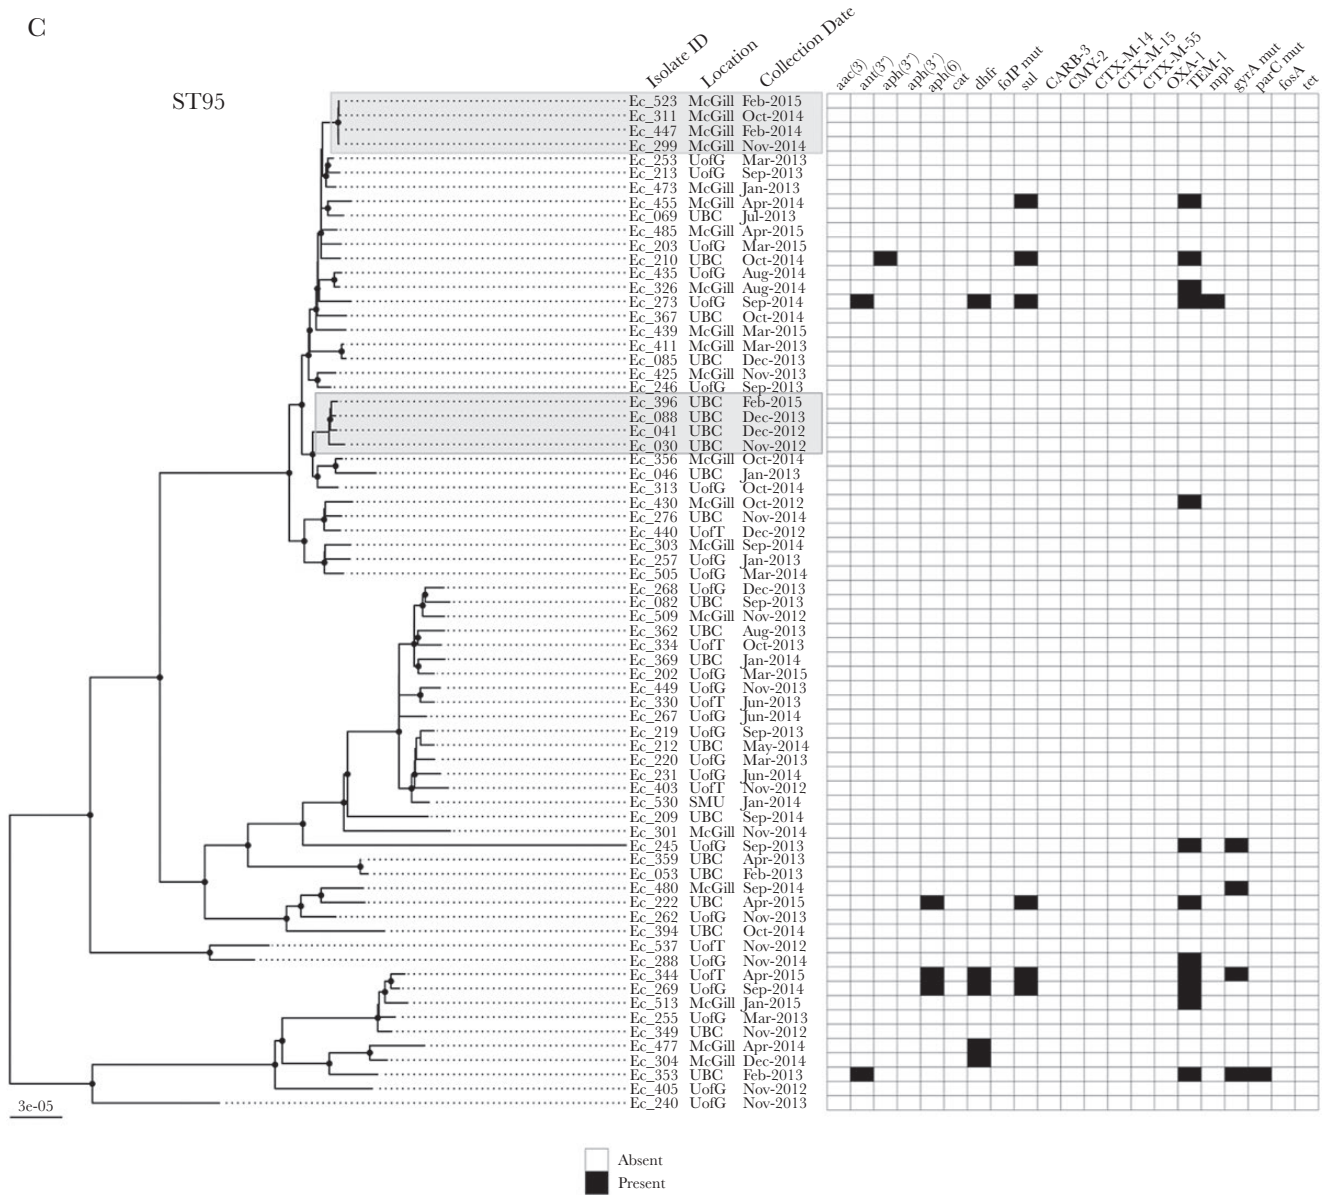 C
ST95
Isolate ID Location Collection Date
aac(3) ant(3") aph(3") aph(3') aph(6) cat dhfr folP mut sul CARB-3 CMY-2 CTX-M-14 CTX-M-15 CTX-M-55 OXA-1 TEM-1 mph gyrA mut parC mut fosA tet
Ec_523 McGill Feb-2015
Ec_311 McGill Oct-2014
Ec_447 McGill Feb-2014
Ec_299 McGill Nov-2014
Ec_253 UofG Mar-2013
Ec_213 UofG Sep-2013
Ec_473 McGill Jan-2013
Ec_455 McGill Apr-2014
Ec_069 UBC Jul-2013
Ec_485 McGill Apr-2015
Ec_203 UofG Mar-2015
Ec_210 UBC Oct-2014
Ec_435 UofG Aug-2014
Ec_326 McGill Aug-2014
Ec_273 UofG Sep-2014
Ec_367 UBC Oct-2014
Ec_439 McGill Mar-2015
Ec_411 McGill Mar-2013
Ec_085 UBC Dec-2013
Ec_425 McGill Nov-2013
Ec_246 UofG Sep-2013
Ec_396 UBC Feb-2015
Ec_088 UBC Dec-2013
Ec_041 UBC Dec-2012
Ec_030 UBC Nov-2012
Ec_356 McGill Oct-2014
Ec_046 UBC Jan-2013
Ec_313 UofG Oct-2014
Ec_430 McGill Oct-2012
Ec_276 UBC Nov-2014
Ec_440 UofT Dec-2012
Ec_303 McGill Sep-2014
Ec_257 UofG Jan-2013
Ec_505 UofG Mar-2014
Ec_268 UofG Dec-2013
Ec_082 UBC Sep-2013
Ec_509 McGill Nov-2012
Ec_362 UBC Aug-2013
Ec_334 UofT Oct-2013
Ec_369 UBC Jan-2014
Ec_202 UofG Mar-2015
Ec_449 UofG Nov-2013
Ec_330 UofT Jun-2013
Ec_267 UofG Jun-2014
Ec_219 UofG Sep-2013
Ec_212 UBC May-2014
Ec_220 UofG Mar-2013
Ec_231 UofG Jun-2014
Ec_403 UofT Nov-2012
Ec_530 SMU Jan-2014
Ec_209 UBC Sep-2014
Ec_301 McGill Nov-2014
Ec_245 UofG Sep-2013
Ec_359 UBC Apr-2013
Ec_053 UBC Feb-2013
Ec_480 McGill Sep-2014
Ec_222 UBC Apr-2015
Ec_262 UofG Nov-2013
Ec_394 UBC Oct-2014
Ec_537 UofT Nov-2012
Ec_288 UofG Nov-2014
Ec_344 UofT Apr-2015
Ec_269 UofG Sep-2014
Ec_513 McGill Jan-2015
Ec_255 UofG Mar-2013
Ec_349 UBC Nov-2012
Ec_477 McGill Apr-2014
Ec_304 McGill Dec-2014
Ec_353 UBC Feb-2013
Ec_405 UofG Nov-2012
Ec_240 UofG Nov-2013
3e-05
Absent
Present